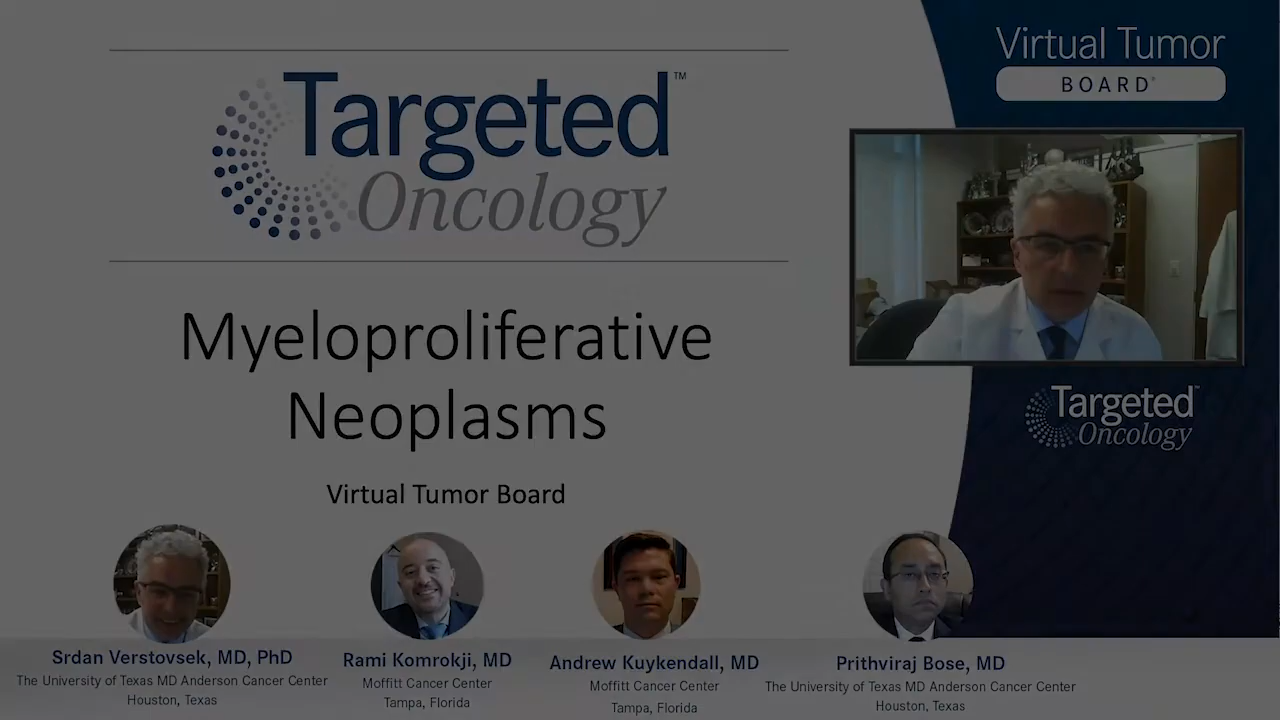 Targeted™
Oncology
Myeloproliferative
Neoplasms
Virtual Tumor Board
Virtual Tumor
BOARD®
Targeted™
Oncology
Srdan Verstovsek, MD, PhD
The University of Texas MD Anderson Cancer Center
Houston, Texas
Rami Komrokji, MD
Moffitt Cancer Center
Tampa, Florida
Andrew Kuykendall, MD
Moffitt Cancer Center
Tampa, Florida
Prithviraj Bose, MD
The University of Texas MD Anderson Cancer Center
Houston, Texas